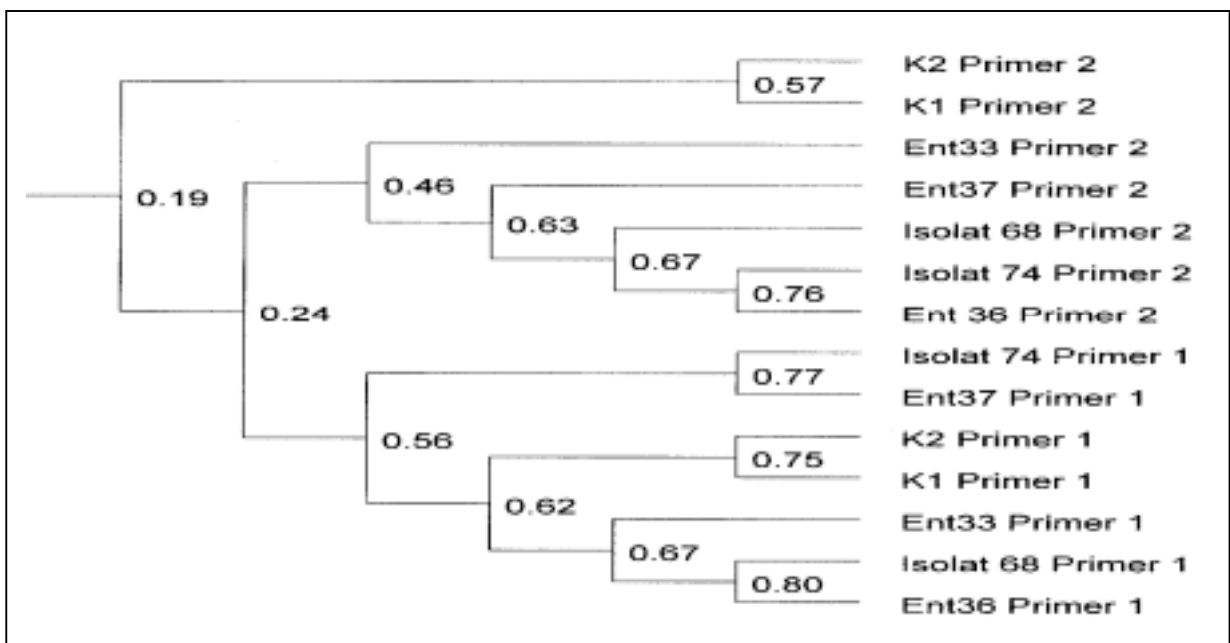 K2 Primer 2
0.57
K1 Primer 2
Ent33 Primer 2
0.46
Ent37 Primer 2
0.19
0.63
Isolat 68 Primer 2
0.67
Isolat 74 Primer 2
0.76
0.24
Ent 36 Primer 2
Isolat 74 Primer 1
0.77
Ent37 Primer 1
0.56
K2 Primer 1
0.75
K1 Primer 1
0.62
Ent33 Primer 1
0.67
Isolat 68 Primer 1
0.80
Ent36 Primer 1